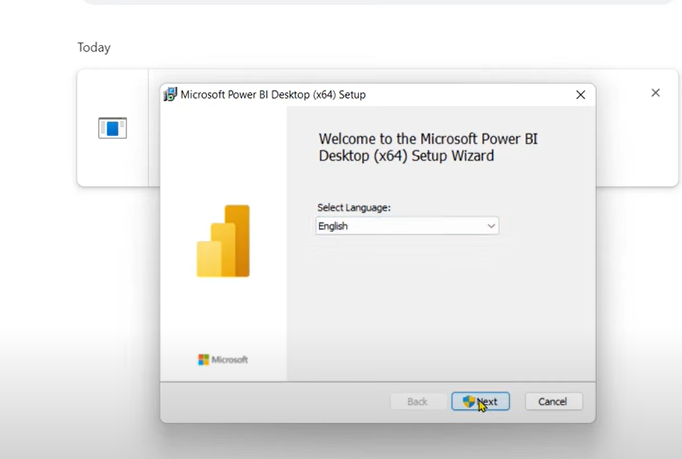 Today
Microsoft Power BI Desktop (x64) Setup
Welcome to the Microsoft Power BI
Desktop (x64) Setup Wizard
Select Language:
English
Microsoft
Back
Next
Cancel